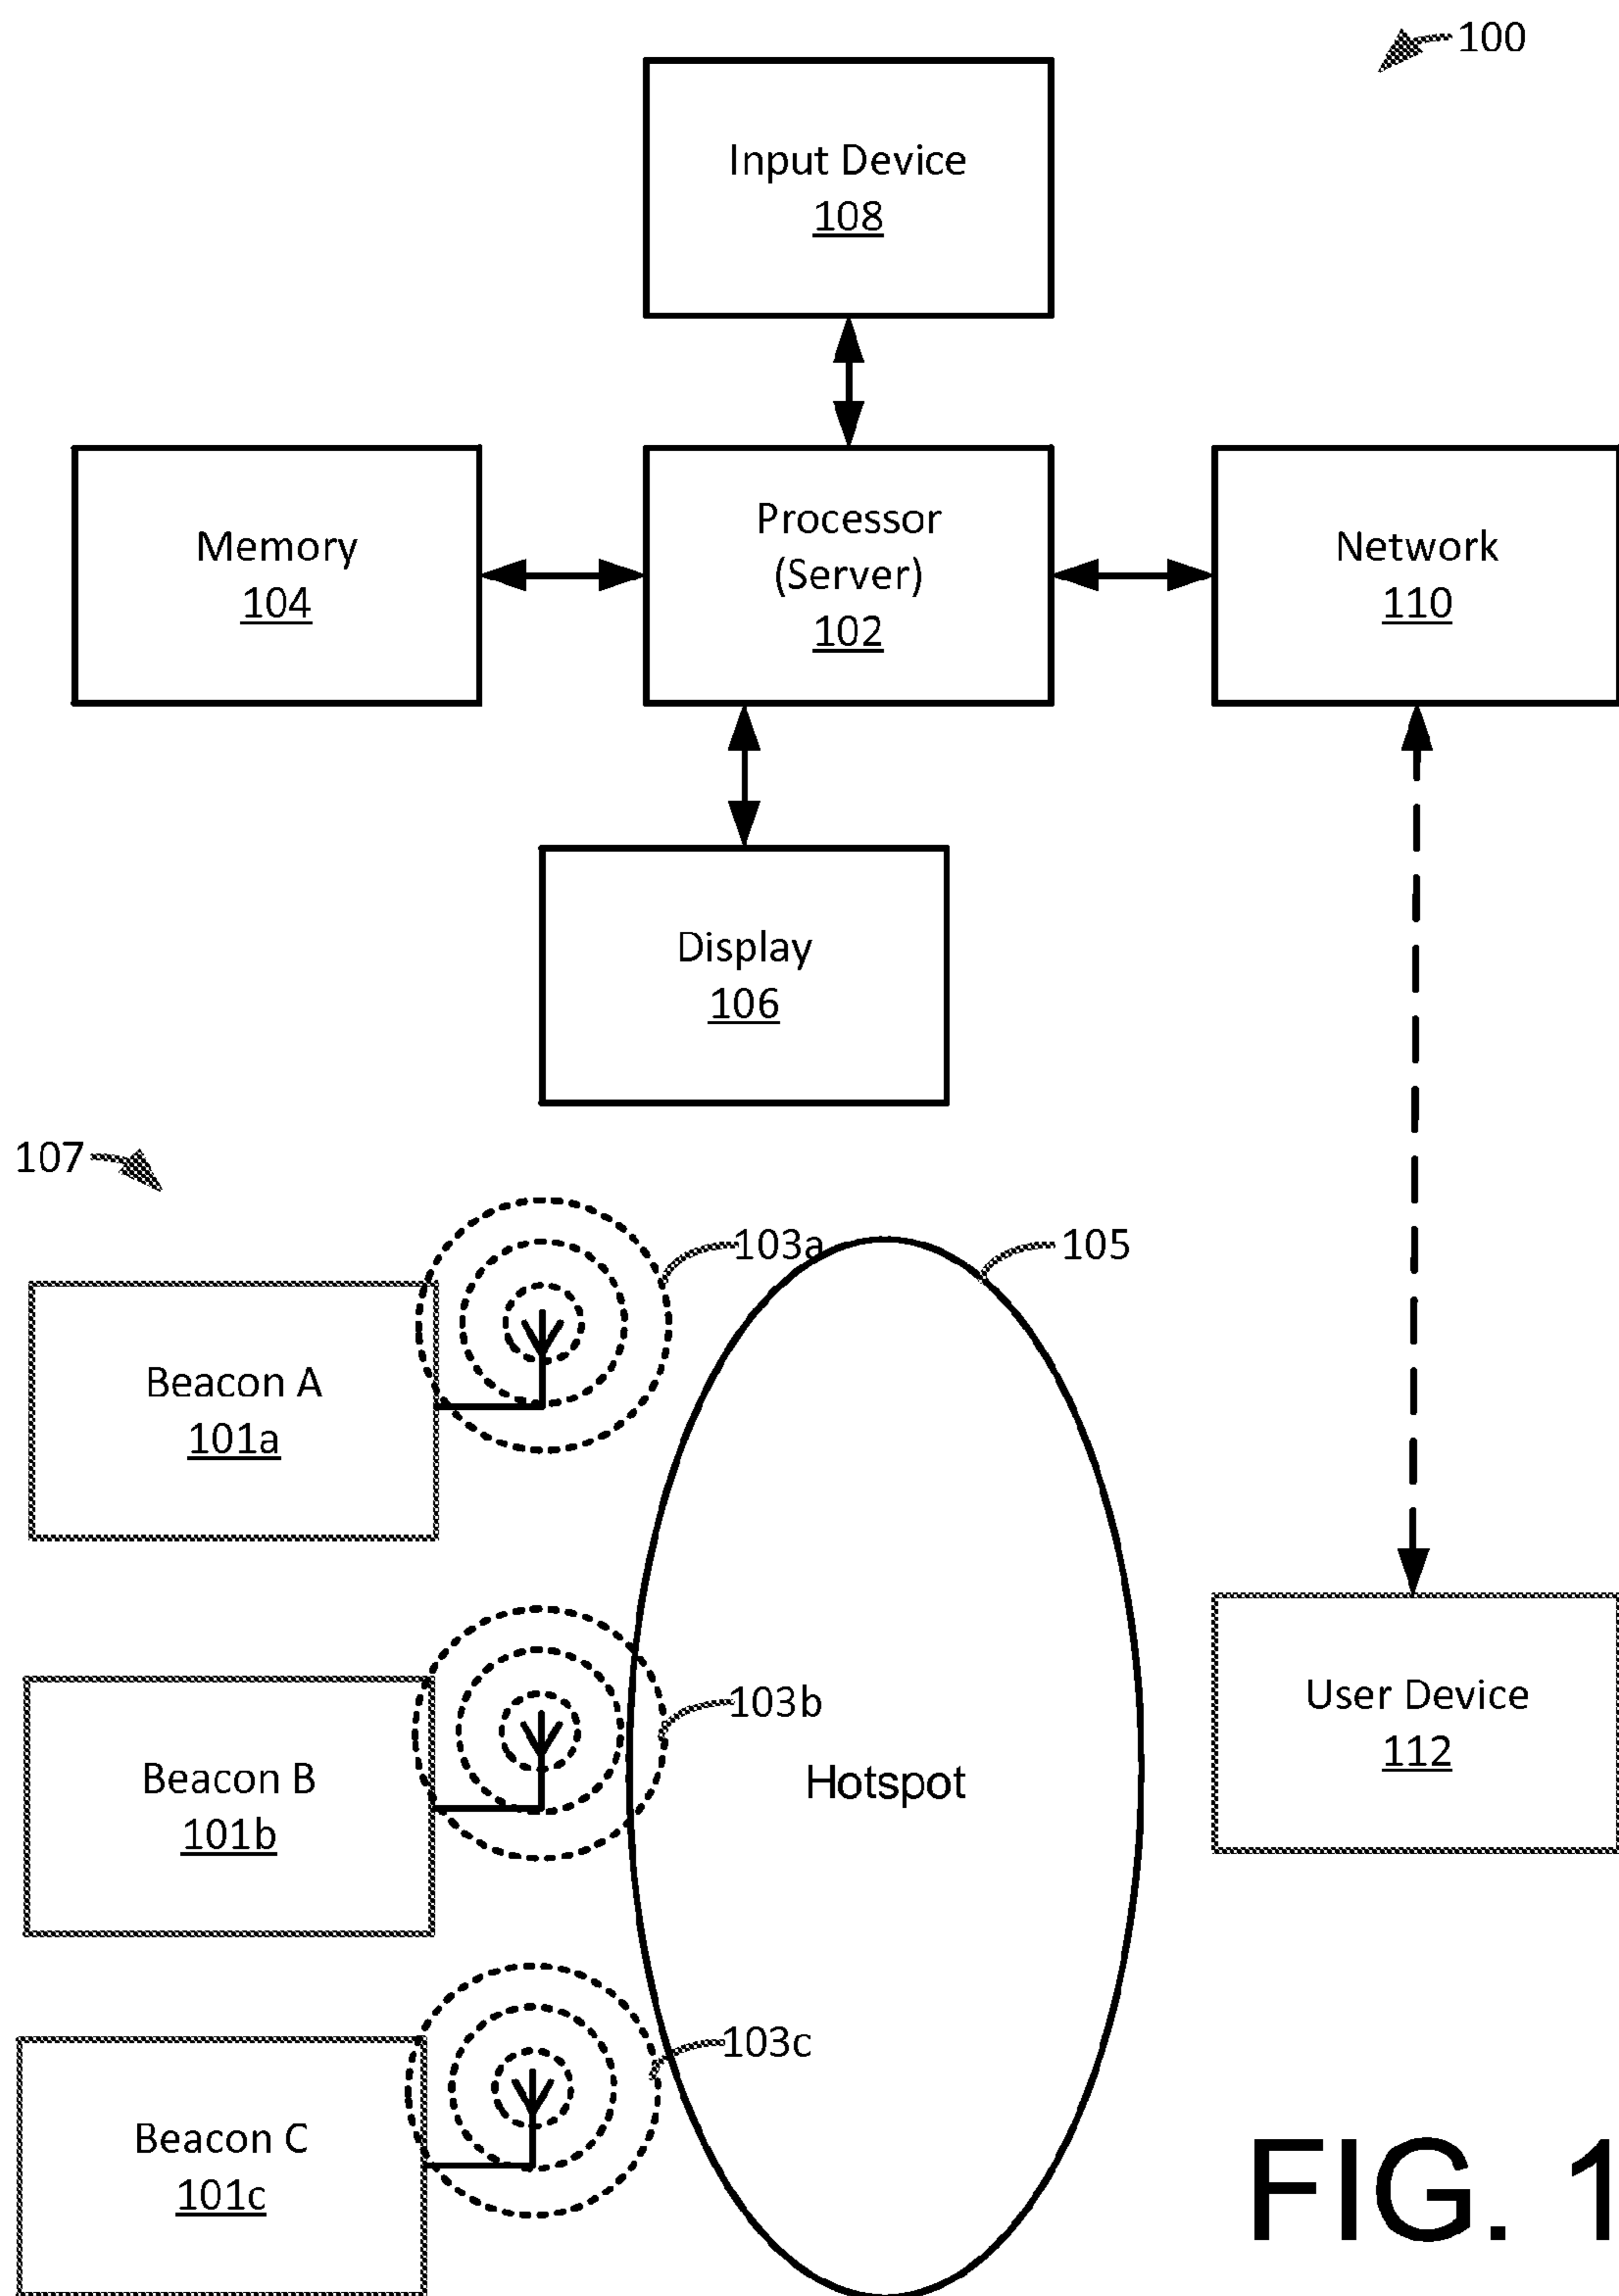 100
Input Device
108
Memory
104
Processor
(Server)
102
Network
110
Display
106
107
103a
105
Beacon A
101a
103b
Beacon B
101b
Hotspot
User Device
112
103c
Beacon C
101c
FIG. 1